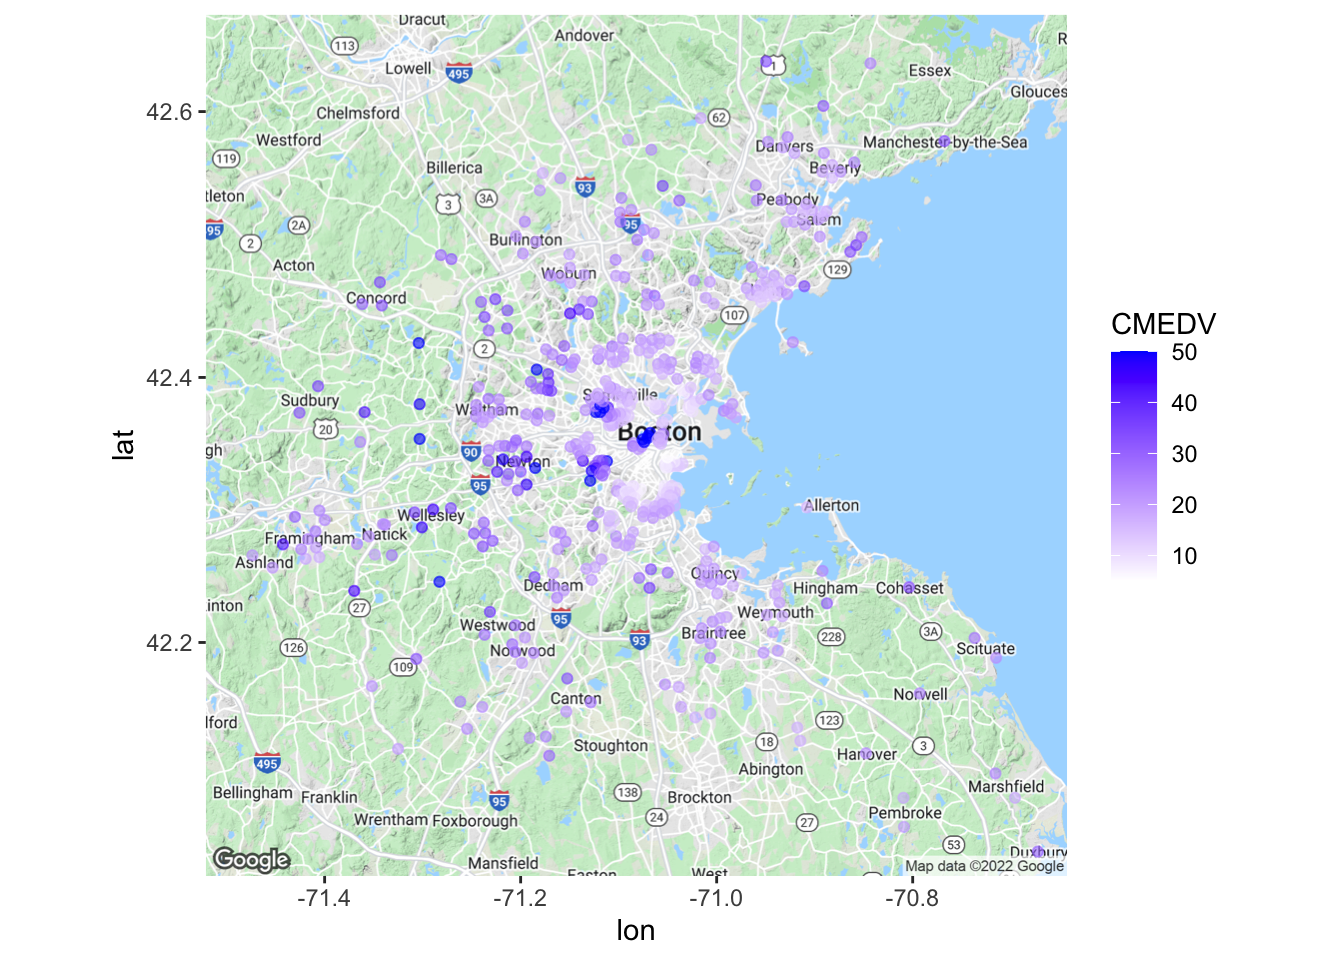 Dracut
113
Andover
R
Lowell
495
1
Essex
Glouces
42.6
Chelmsford
62
Westford
Danvers
Manchester-by-the-Sea
119
Billerica
Beverly
tleton
3
3A
93
Peabody
95
2A
95
Salem
2
Burlington
Acton
Woburn
129
Concord
107
2
42.4
Sudbury
Waltham
20
Boston
gh
90
Newton
95
Allerton
Wellesley
Framingham
Natick
Ashland
Quincy
Dedham
Hingham
Cohasset
inton
27
Weymouth
95
Westwood
93
Braintree
228
3A
42.2
126
Norwood
Scituate
109
Canton
Norwell
lford
123
Stoughton
18
3
495
Abington
Hanover
Bellingham
Franklin
138
Brockton
Marshfield
95
24
Pembroke
Wrentham
Foxborough
27
53
Duxbury
Google
Mansfield
Easton
West
Map data ©2022 Google
-71.4
-71.2
-71.0
-70.8
lon
lat
CMEDV
50
40
30
20
10